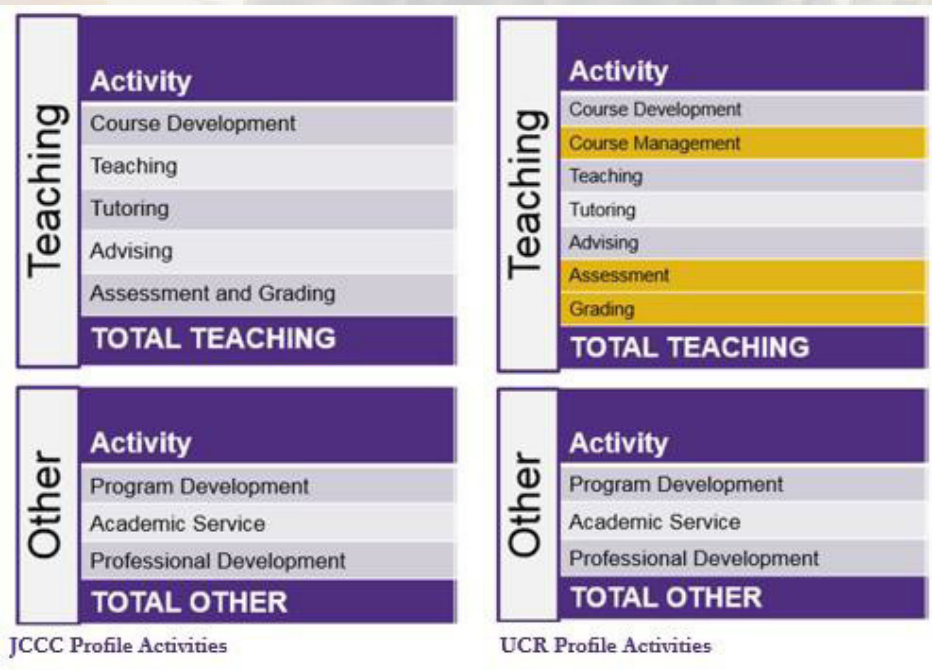 Teaching
Activity
Course Development
Teaching
Tutoring
Advising
Assessment and Grading
TOTAL TEACHING
Other
Activity
Program Development
Academic Service
Professional Development
TOTAL OTHER
JCCC Profile Activities
Teaching
Activity
Course Development
Course Management
Teaching
Tutoring
Advising
Assessment
Grading
TOTAL TEACHING
Other
Activity
Program Development
Academic Service
Professional Development
TOTAL OTHER
UCR Profile Activities